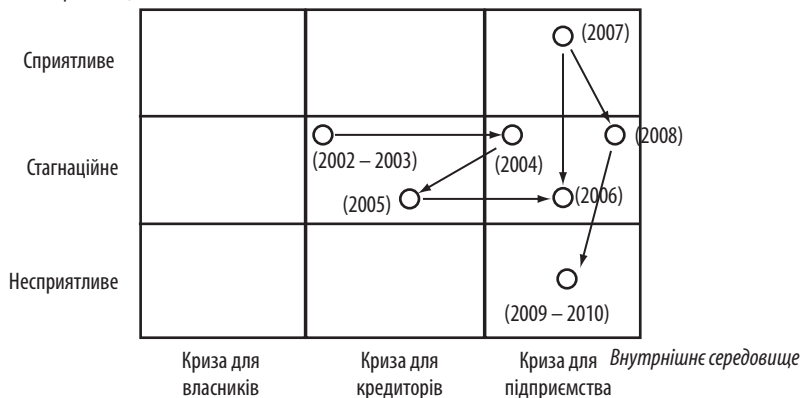 Сприятливе
(2007)
Стагнаційне
(2002 – 2003)
(2004)
(2008)
(2005)
(2006)
Несприятливе
(2009 – 2010)
Криза для
власників
Криза для
кредиторів
Криза для
підприємства
Внутрнішнє середовище